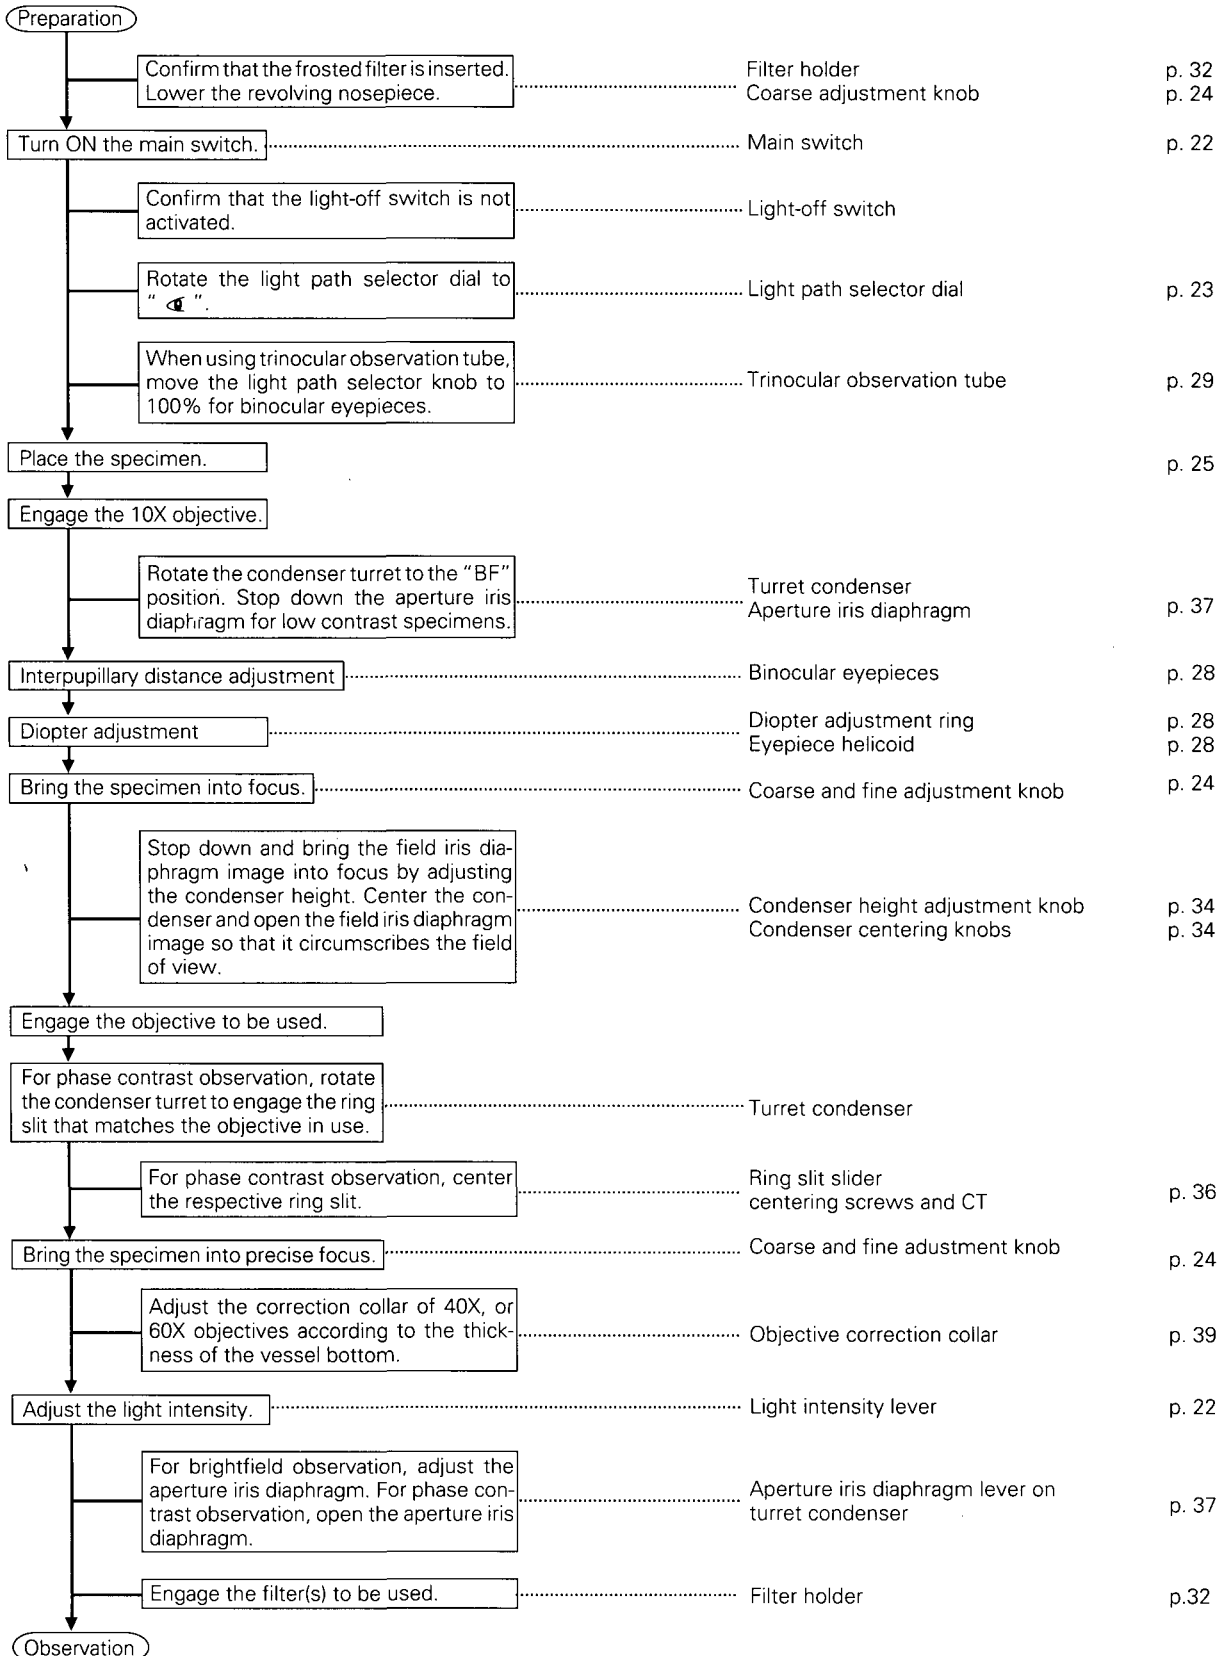 Preparation
Confirm that the frosted filter is inserted.
Lower the revolving nosepiece.
Filter holder p. 32
Coarse adjustment knob p. 24
Turn ON the main switch. Main switch p. 22
Confirm that the light-off switch is not
activated.
Light-off switch
Rotate the light path selector dial to
" ".
Light path selector dial p. 23
When using trinocular observation tube,
move the light path selector knob to
100% for binocular eyepieces.
Trinocular observation tube p. 29
Place the specimen. p. 25
Engage the 10X objective.
Rotate the condenser turret to the "BF"
position. Stop down the aperture iris
diaphragm for low contrast specimens.
Turret condenser
Aperture iris diaphragm p. 37
Interpupillary distance adjustment Binocular eyepieces p. 28
Diopter adjustment
Diopter adjustment ring p. 28
Eyepiece helicoid p. 28
Bring the specimen into focus. Coarse and fine adjustment knob p. 24
Stop down and bring the field iris dia-
phragm image into focus by adjusting
the condenser height. Center the con-
denser and open the field iris diaphragm
image so that it circumscribes the field
of view.
Condenser height adjustment knob p. 34
Condenser centering knobs p. 34
Engage the objective to be used.
For phase contrast observation, rotate
the condenser turret to engage the ring
slit that matches the objective in use.
Turret condenser
For phase contrast observation, center
the respective ring slit.
Ring slit slider
centering screws and CT p. 36
Bring the specimen into precise focus. Coarse and fine adustment knob p. 24
Adjust the correction collar of 40X, or
60X objectives according to the thick-
ness of the vessel bottom.
Objective correction collar p. 39
Adjust the light intensity. Light intensity lever p. 22
For brightfield observation, adjust the
aperture iris diaphragm. For phase con-
trast observation, open the aperture iris
diaphragm.
Aperture iris diaphragm lever on
turret condenser p. 37
Engage the filter(s) to be used. Filter holder p.32
Observation